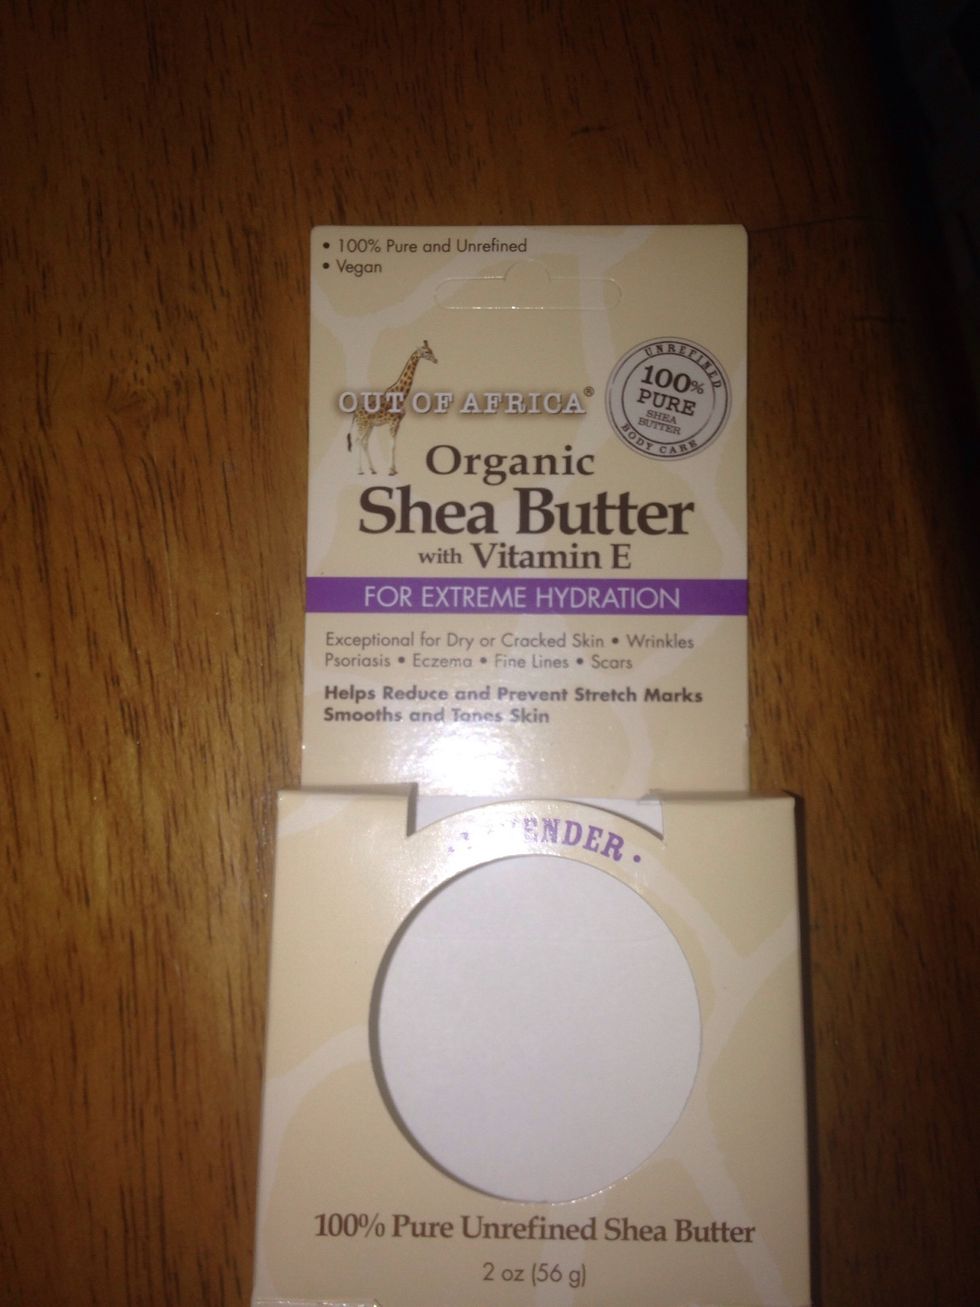 • 100% Pure and Unrefined
• Vegan
OUT OF AFRICA®
UNREFINED
100%
PURE
SHEA
BUTTER
BODY CARE
Organic
Shea Butter
with Vitamin E
FOR EXTREME HYDRATION
Exceptional for Dry or Cracked Skin • Wrinkles
Psoriasis • Eczema • Fine Lines • Scars
Helps Reduce and Prevent Stretch Marks
Smooths and Tones Skin
100% Pure Unrefined Shea Butter
2 oz (56 g)